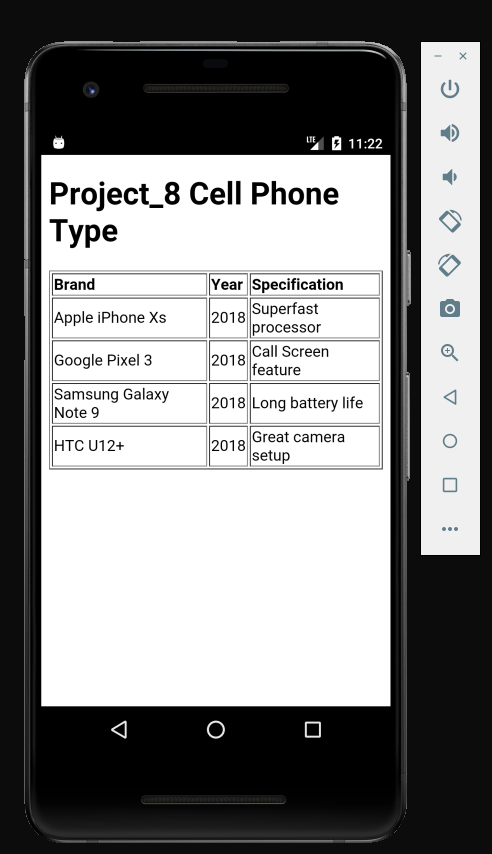 LTE 11:22
Project_8 Cell Phone
Type
Brand Year Specification
Apple iPhone Xs 2018 Superfast
processor
Google Pixel 3 2018 Call Screen
feature
Samsung Galaxy
Note 9 2018 Long battery life
HTC U12+ 2018 Great camera
setup